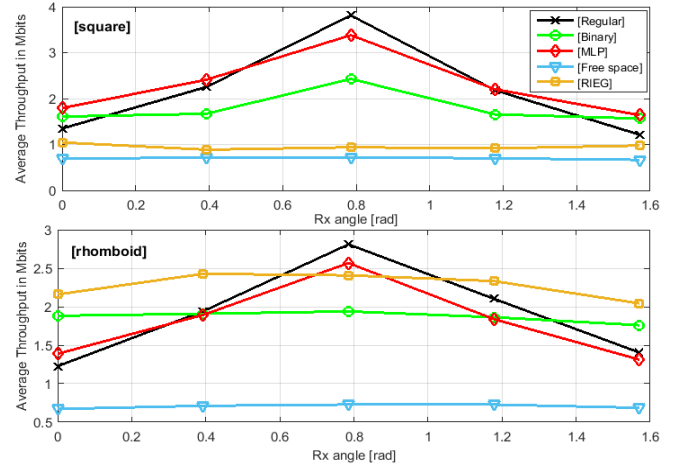 [square]
[Regular]
[Binary]
[MLP]
[Free space]
[RIEG]
Average Throughput in Mbits
4
3
2
1
0
0 0.2 0.4 0.6 0.8 1 1.2 1.4 1.6
Rx angle [rad]
[rhomboid]
Average Throughput in Mbits
3
2.5
2
1.5
1
0.5
0 0.2 0.4 0.6 0.8 1 1.2 1.4 1.6
Rx angle [rad]